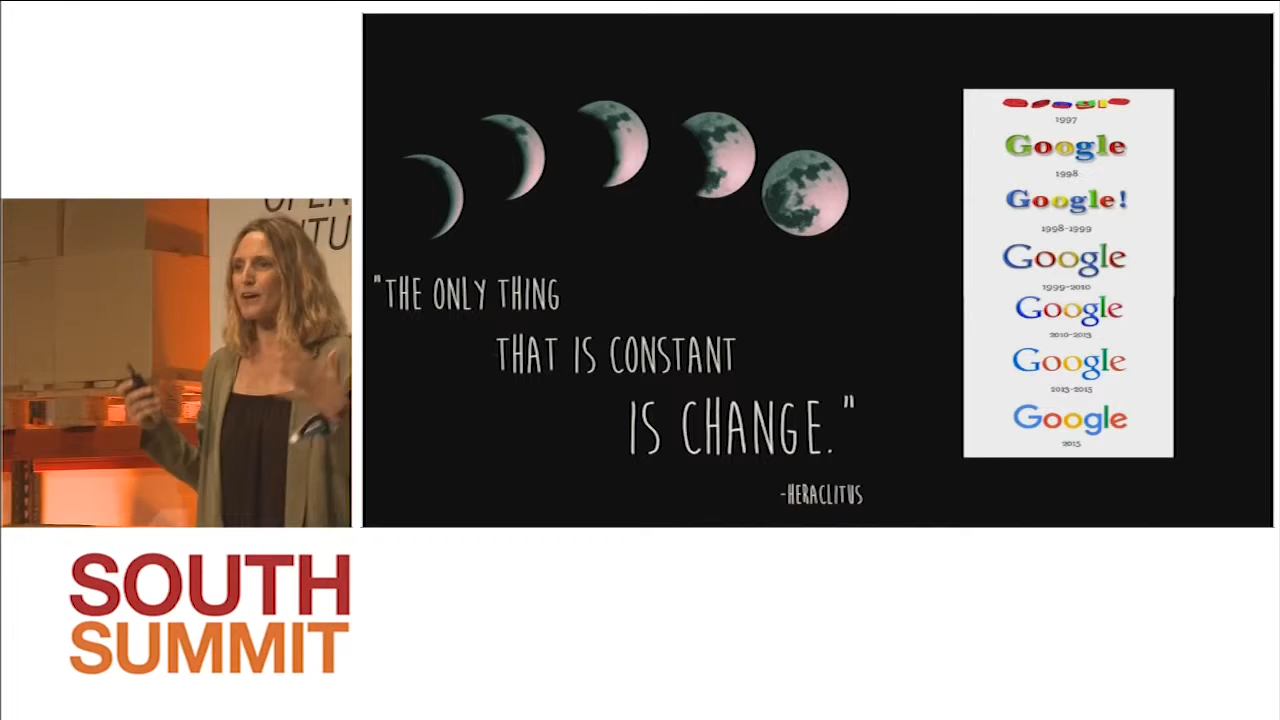 "THE ONLY THING
THAT IS CONSTANT
IS CHANGE."
-HERACLITUS
1997
Google
1998
Google!
1998-1999
Google
1999-2010
Google
2010-2013
Google
2013-2015
Google
2015
OPEN
SOUTH
SUMMIT